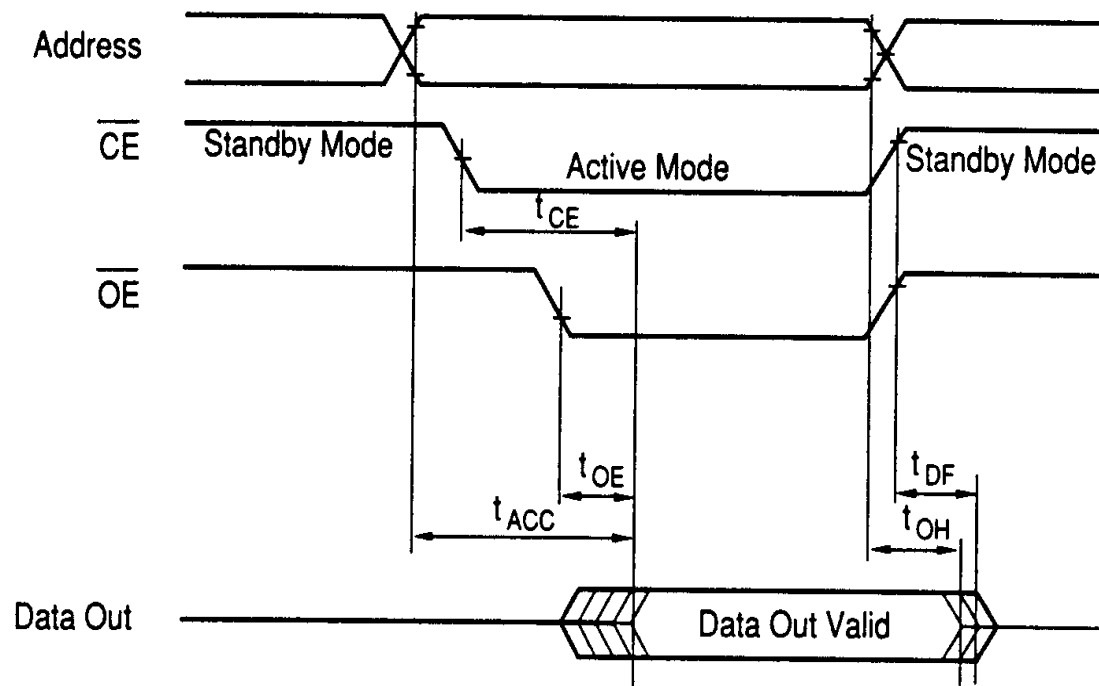 Address
CE
Standby Mode
Active Mode
Standby Mode
tCE
OE
tOE
tDF
tACC
tOH
Data Out
Data Out Valid